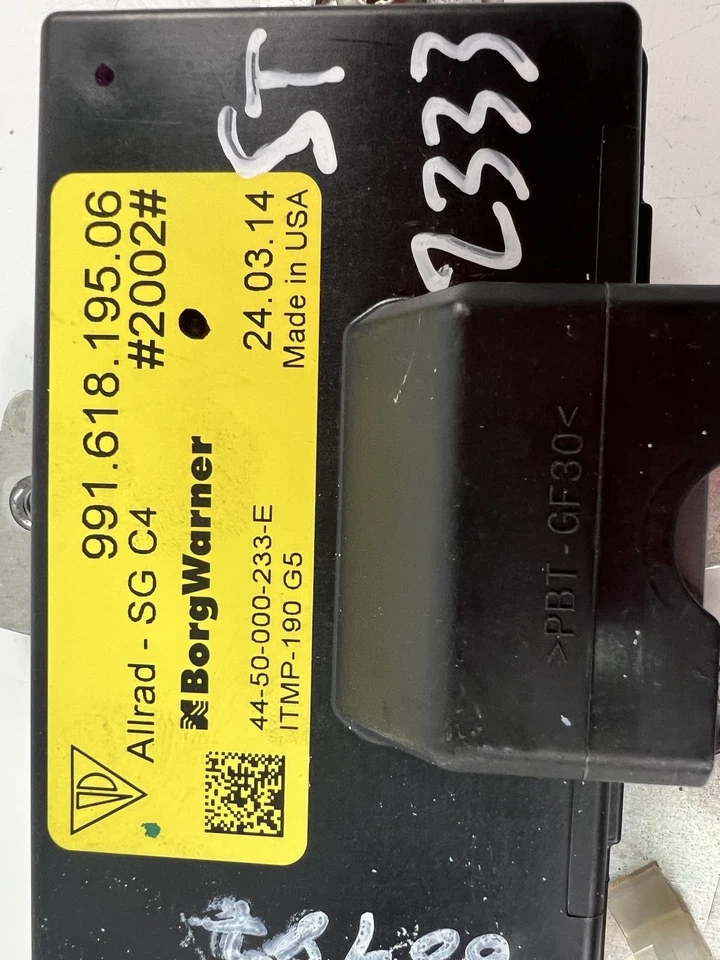 991.618.195.06
#2002#
Allrad - SG C4
BorgWarner
24.03.14
44-50-000-233-E
Made in USA
ITMP-190 G5
ST
2333
>PBT-GF30<